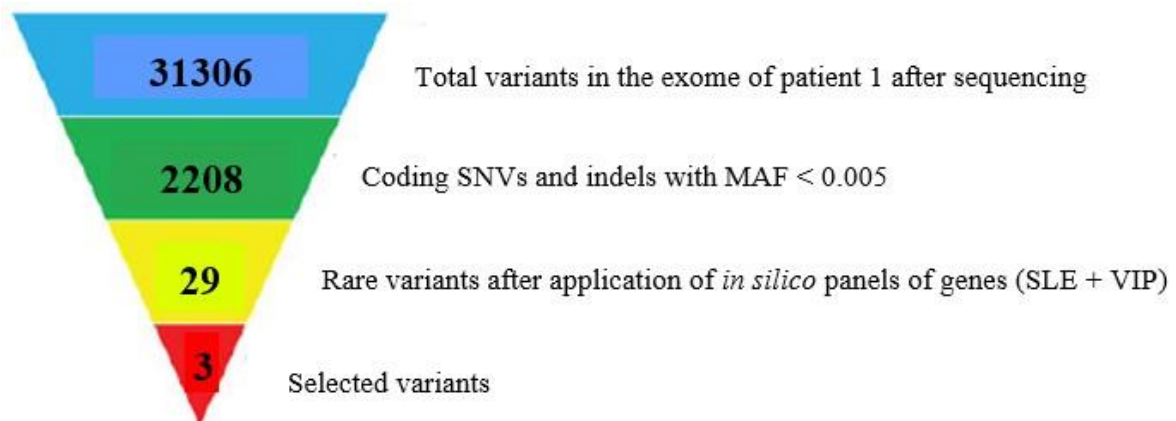 31306 Total variants in the exome of patient 1 after sequencing
2208 Coding SNVs and indels with MAF < 0.005
29 Rare variants after application of in silico panels of genes (SLE + VIP)
3 Selected variants